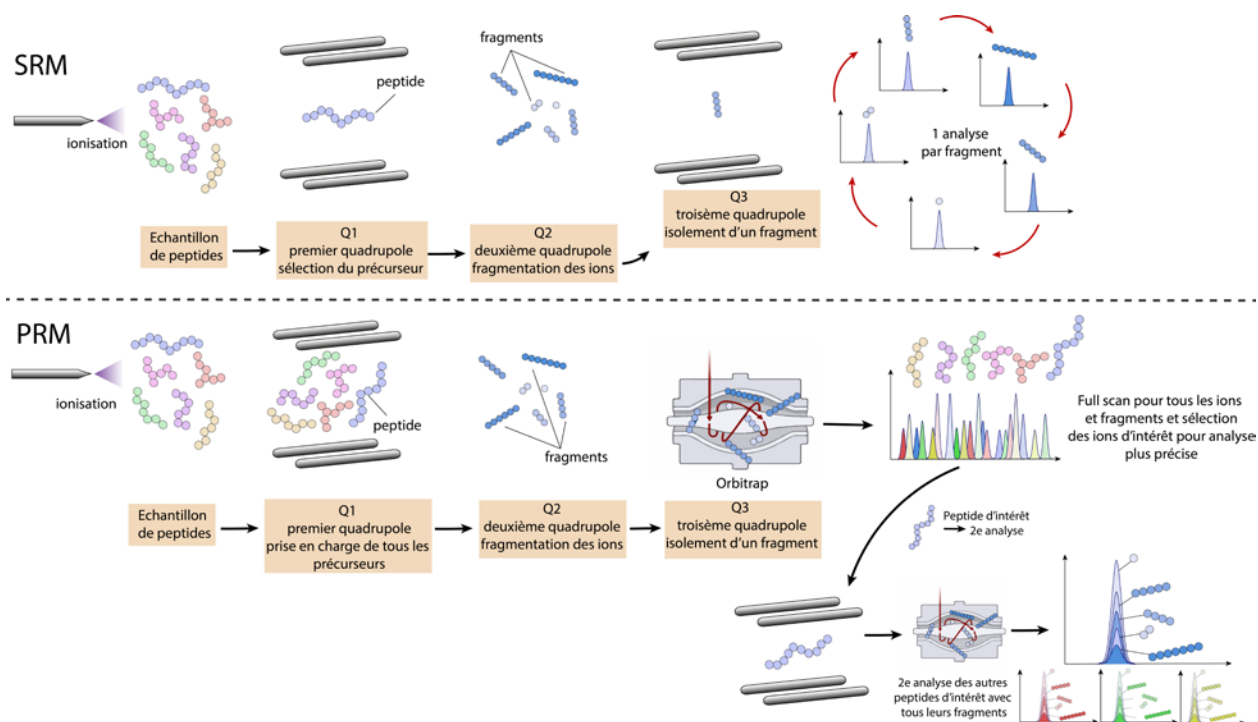 SRM
ionisation
peptide
fragments
1 analyse
par fragment
Echantillon
de peptides
Q1
premier quadrupole
sélection du précurseur
Q2
deuxième quadrupole
fragmentation des ions
Q3
troisème quadrupole
isolement d'un fragment
PRM
ionisation
peptide
fragments
Orbitrap
Full scan pour tous les ions
et fragments et sélection
des ions d'intérêt pour analyse
plus précise
Echantillon
de peptides
Q1
premier quadrupole
prise en charge de tous les
précurseurs
Q2
deuxième quadrupole
fragmentation des ions
Q3
troisème quadrupole
isolement d'un fragment
Peptide d'intérêt
2e analyse
2e analyse des autres
peptides d'intérêt avec
tous leurs fragments